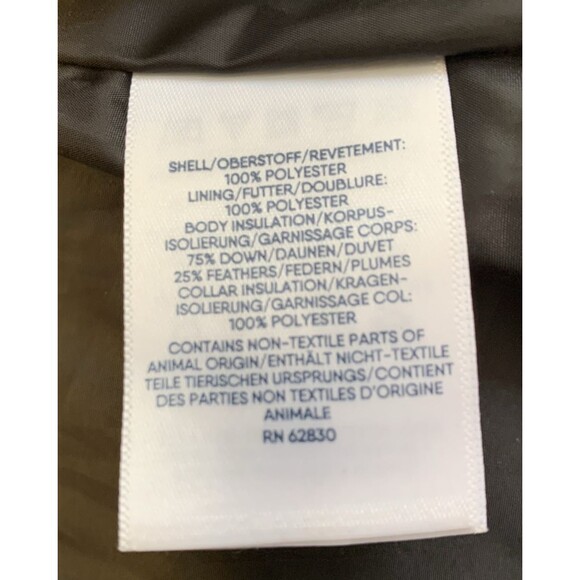 SHELL/OBERSTOFF/REVETEMENT:
100% POLYESTER
LINING/FUTTER/DOUBLURE:
100% POLYESTER
BODY INSULATION/KORPUS-
ISOLIERUNG/GARNISSAGE CORPS:
75% DOWN/DAUNEN/DUVET
25% FEATHERS/FEDERN/PLUMES
COLLAR INSULATION/KRAGEN-
ISOLIERUNG/GARNISSAGE COL:
100% POLYESTER
CONTAINS NON-TEXTILE PARTS OF
ANIMAL ORIGIN/ENTHÄLT NICHT-TEXTILE
TEILE TIERISCHEN URSPRUNGS/CONTIENT
DES PARTIES NON TEXTILES D'ORIGINE
ANIMALE
RN 62830